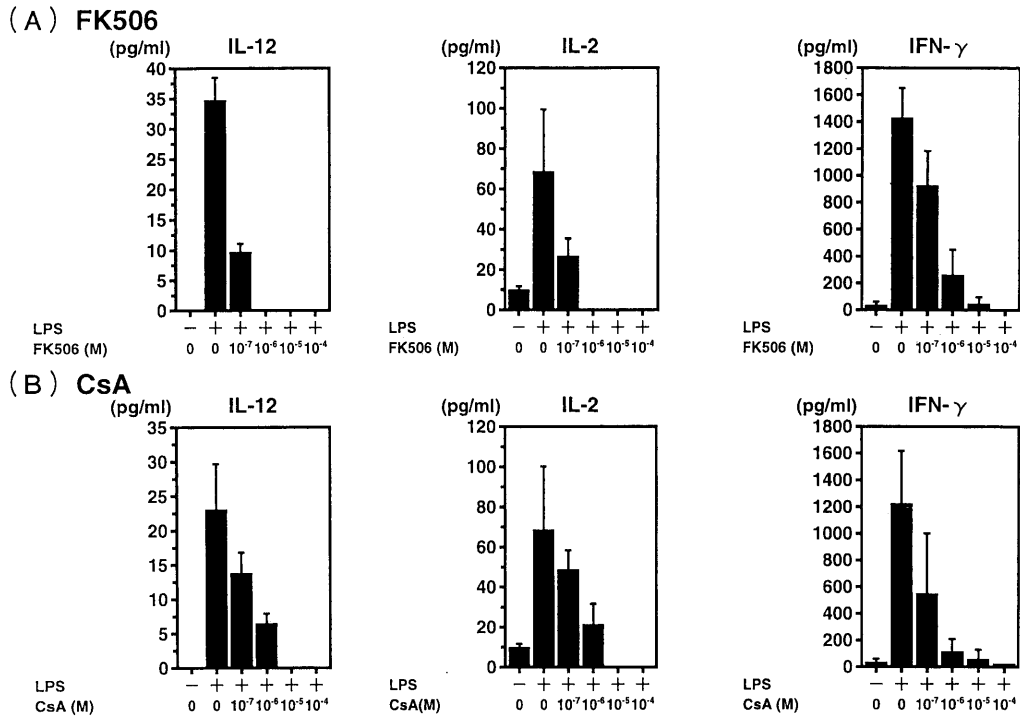 (A) FK506
(pg/ml) IL-12
40
35
30
25
20
15
10
5
0
LPS − + + + + +
FK506 (M) 0 0 10⁻⁷ 10⁻⁶ 10⁻⁵ 10⁻⁴
(pg/ml) IL-2
120
100
80
60
40
20
0
− + + + + +
0 0 10⁻⁷ 10⁻⁶ 10⁻⁵ 10⁻⁴
LPS
FK506 (M)
(pg/ml) IFN-γ
1800
1600
1400
1200
1000
800
600
400
200
0
LPS − + + + + +
FK506 (M) 0 0 10⁻⁷ 10⁻⁶ 10⁻⁵ 10⁻⁴
(B) CsA
(pg/ml) IL-12
35
30
25
20
15
10
5
0
LPS − + + + + +
CsA (M) 0 0 10⁻⁷ 10⁻⁶ 10⁻⁵ 10⁻⁴
(pg/ml) IL-2
120
100
80
60
40
20
0
LPS − + + + + +
CsA(M) 0 0 10⁻⁷ 10⁻⁶ 10⁻⁵ 10⁻⁴
(pg/ml) IFN-γ
1800
1600
1400
1200
1000
800
600
400
200
0
LPS − + + + + +
CsA (M) 0 0 10⁻⁷ 10⁻⁶ 10⁻⁵ 10⁻⁴